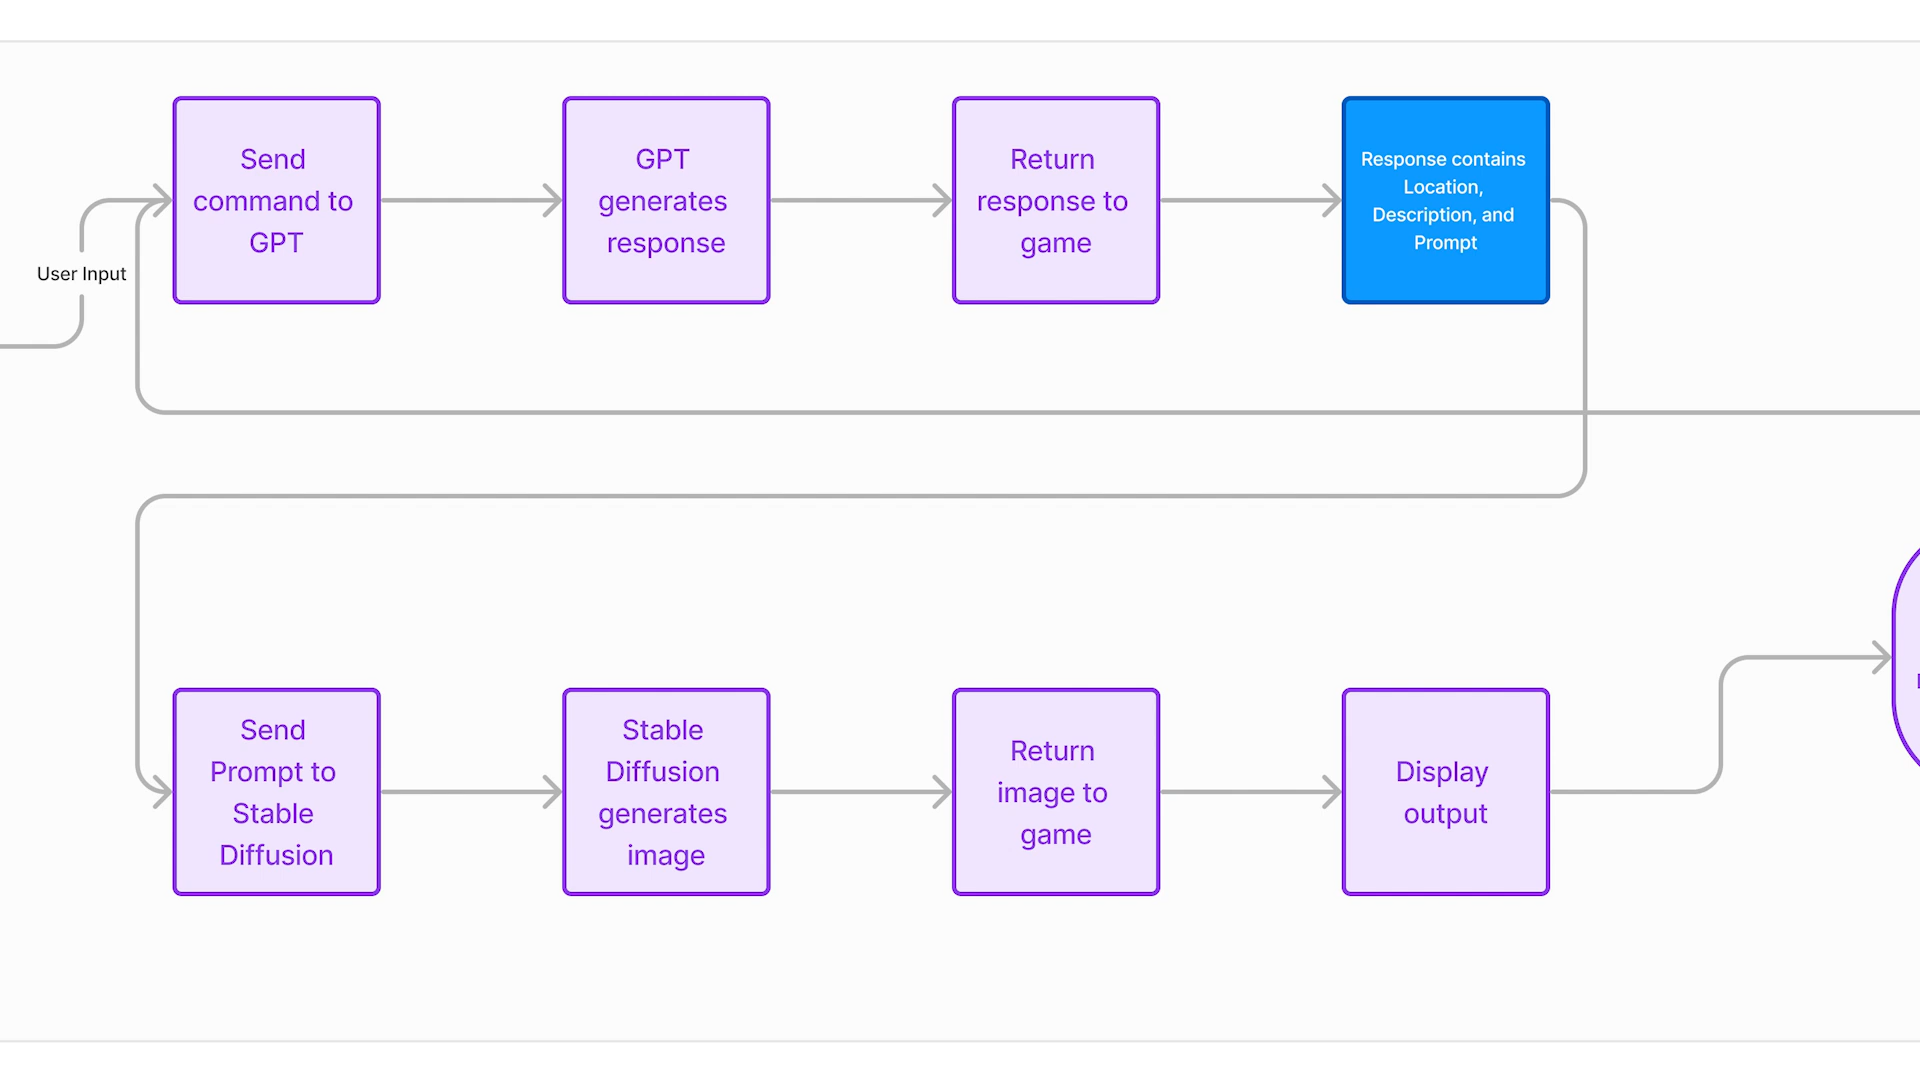 Send
command to
GPT
GPT
generates
response
Return
response to
game
Response contains
Location,
Description, and
Prompt
User Input
Send
Prompt to
Stable
Diffusion
Stable
Diffusion
generates
image
Return
image to
game
Display
output